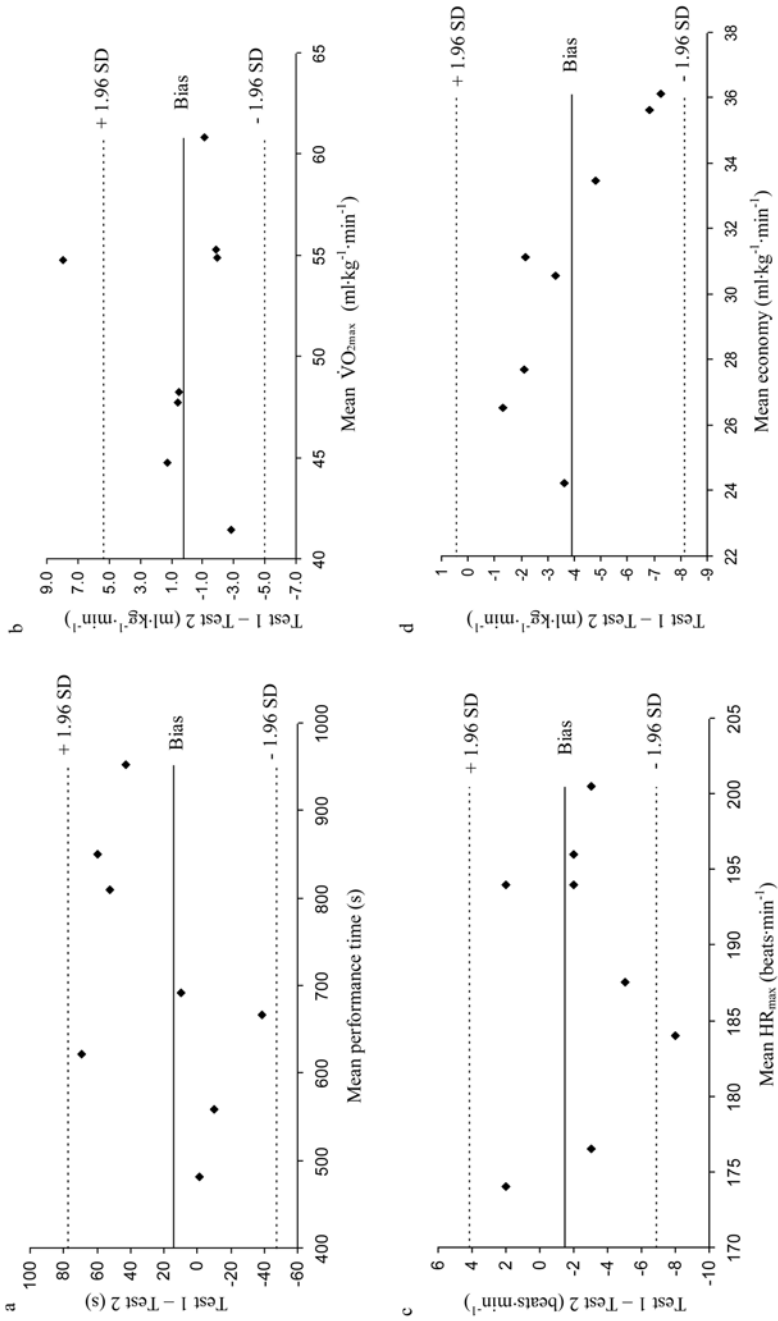 a
100
80
60
40
20
0
-20
-40
-60
Test 1 – Test 2 (s)
400 500 600 700 800 900 1000
Mean performance time (s)
+ 1.96 SD
Bias
- 1.96 SD
b
9.0
7.0
5.0
3.0
1.0
-1.0
-3.0
-5.0
-7.0
Test 1 – Test 2 (ml·kg⁻¹·min⁻¹)
40 45 50 55 60 65
Mean V̇O₂max (ml·kg⁻¹·min⁻¹)
+ 1.96 SD
Bias
- 1.96 SD
c
6
4
2
0
-2
-4
-6
-8
-10
Test 1 – Test 2 (beats·min⁻¹)
170 175 180 185 190 195 200 205
Mean HRmax (beats·min⁻¹)
+ 1.96 SD
Bias
- 1.96 SD
d
1
0
-1
-2
-3
-4
-5
-6
-7
-8
-9
Test 1 – Test 2 (ml·kg⁻¹·min⁻¹)
22 24 26 28 30 32 34 36 38
Mean economy (ml·kg⁻¹·min⁻¹)
+ 1.96 SD
Bias
- 1.96 SD